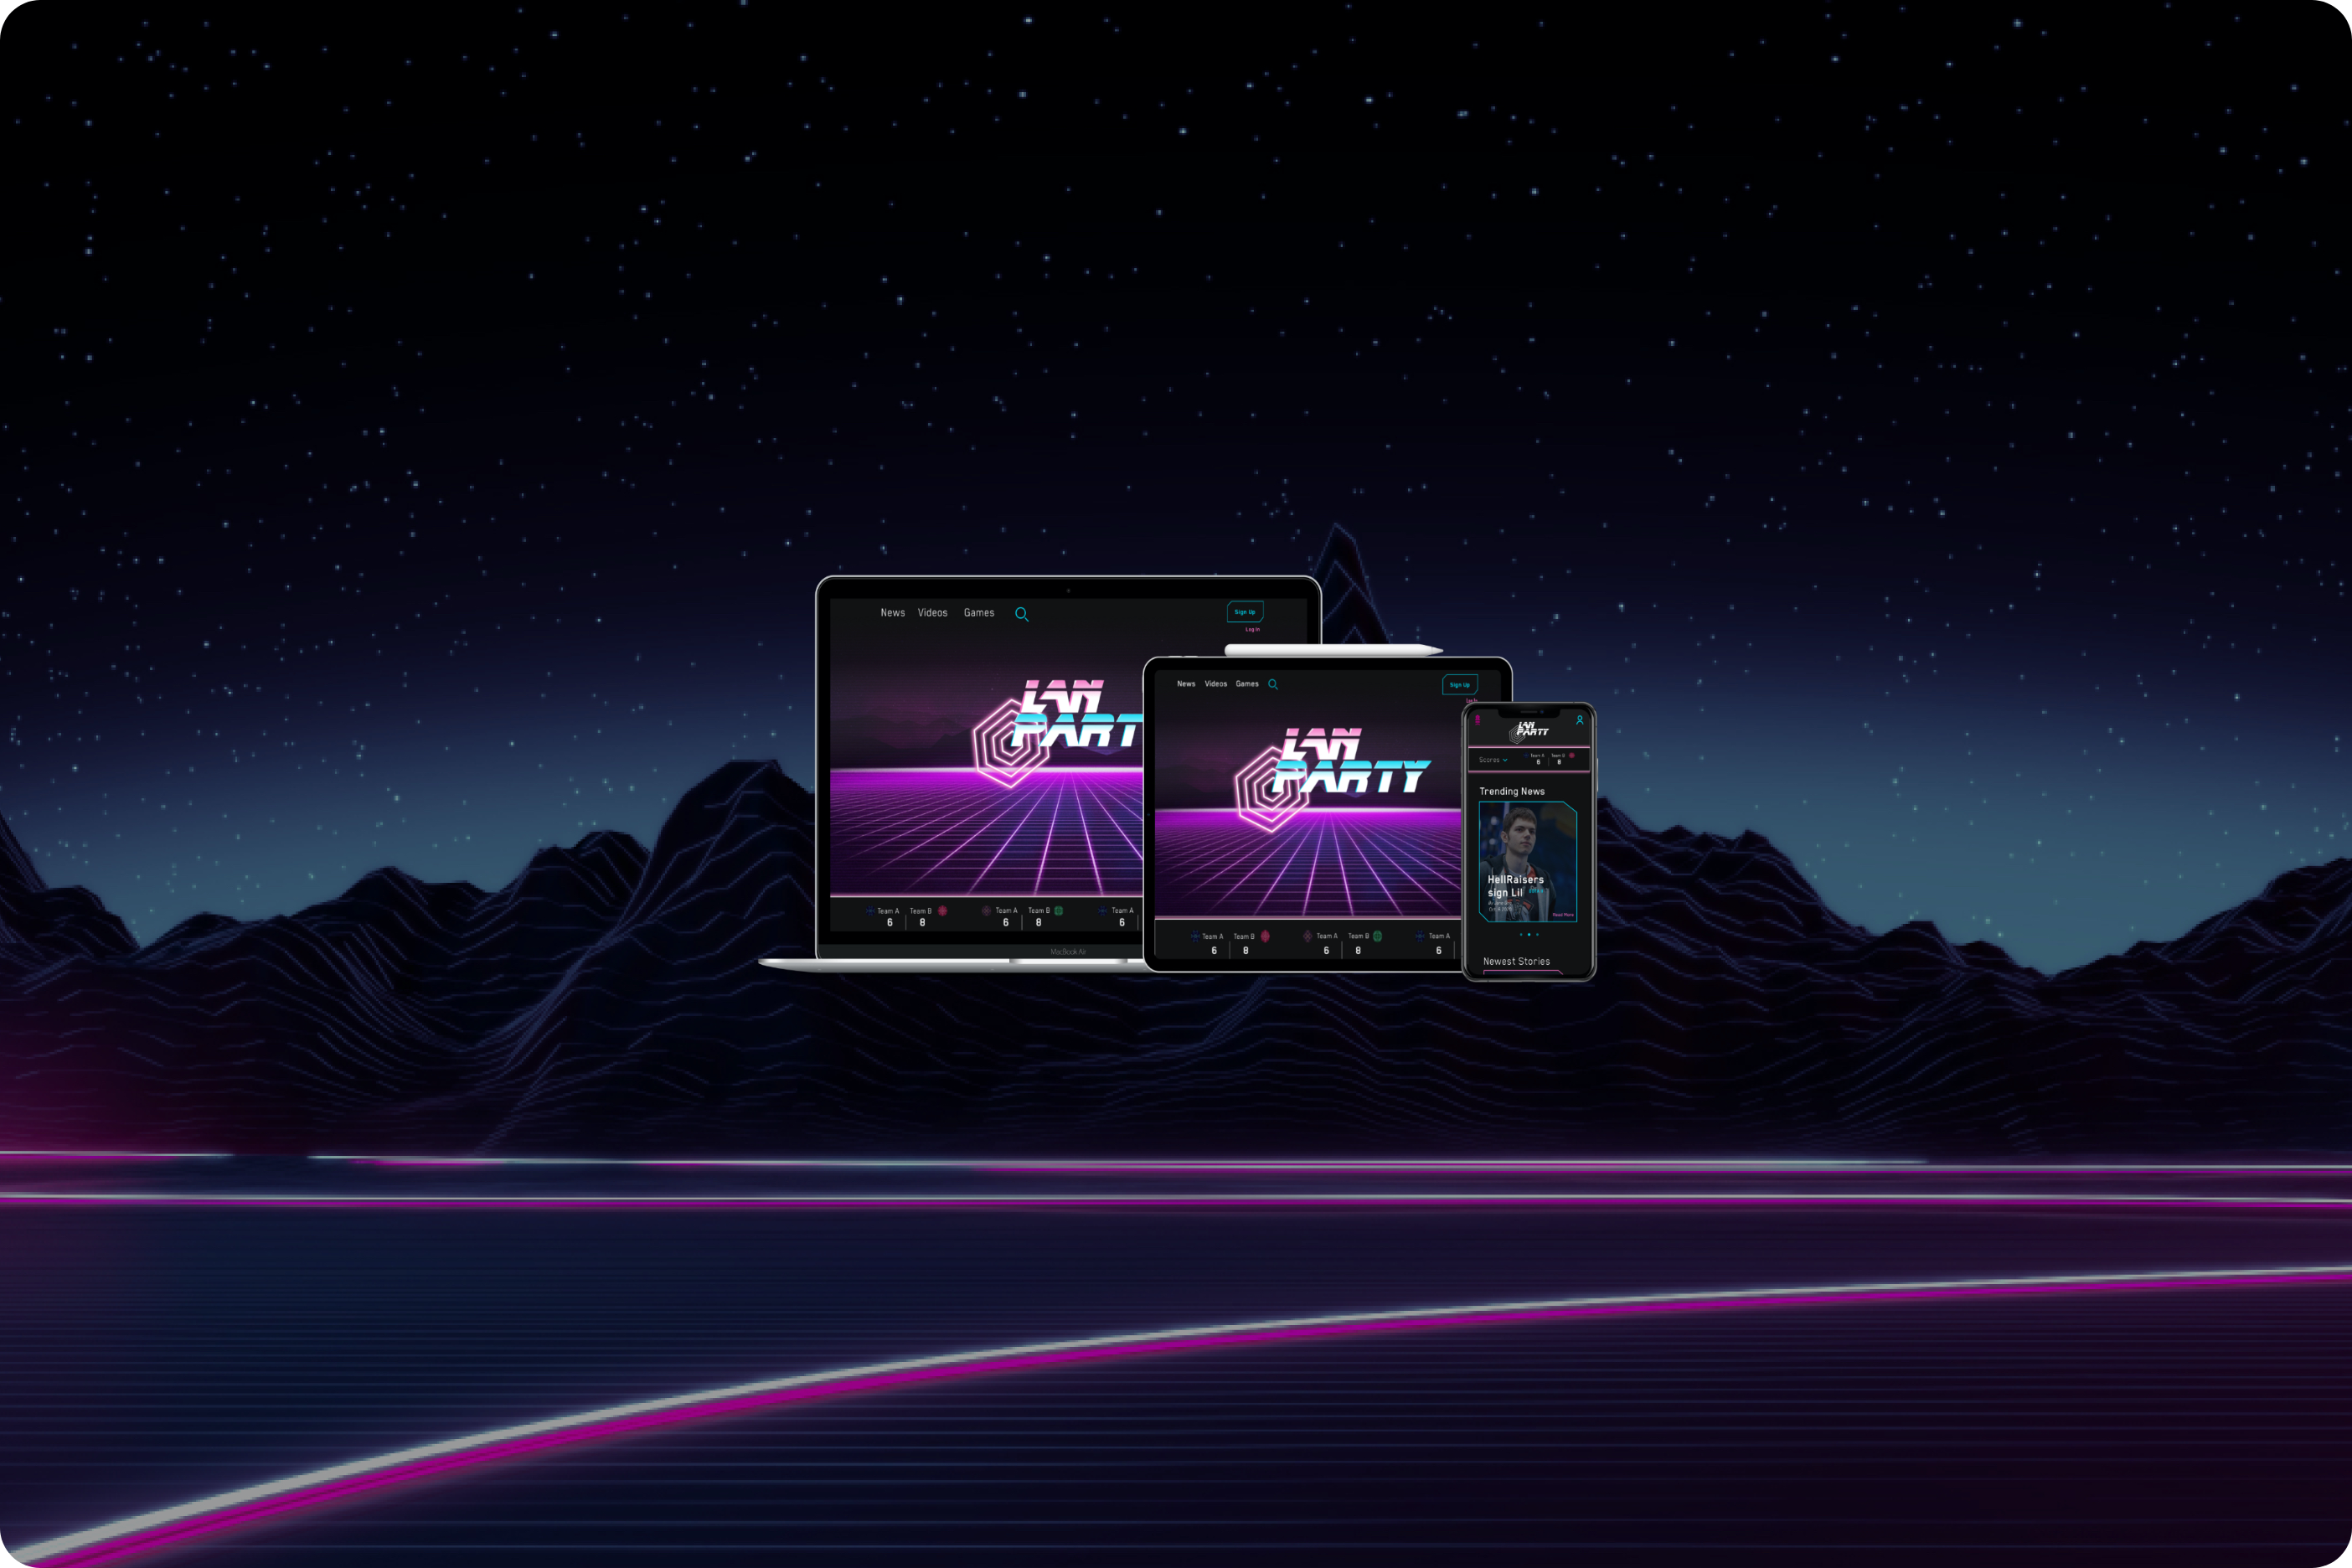 News Videos Games
Sign Up
Log In
LAN
PART
Team A Team B
6 8
Team A Team B
6 8
Team A
6
MacBook Air
News Videos Games
Sign Up
LAN
PARTY
Team A Team B
6 8
Team A Team B
6 8
Team A
6
LAN
PARTY
Scores
Team A Team B
6 8
Trending News
HellRaisers
sign Lil
Read More
Newest Stories